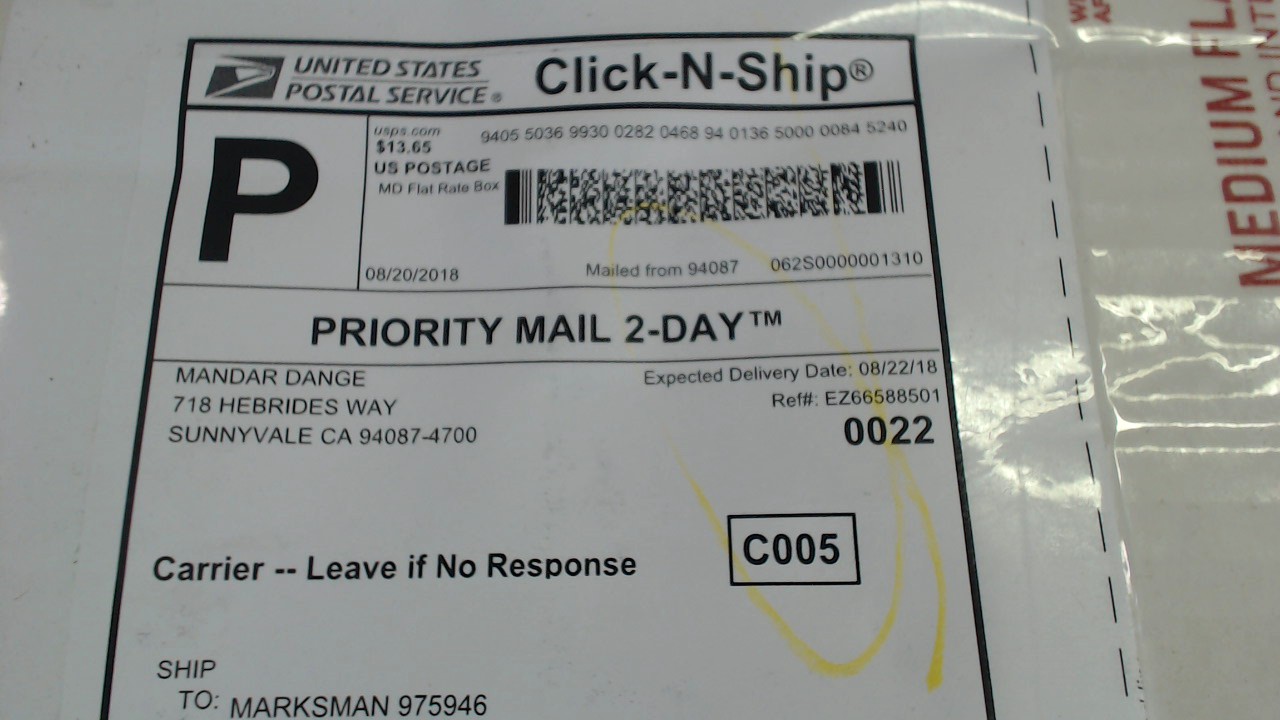 UNITED STATES
POSTAL SERVICE®
Click-N-Ship®
P
usps.com
$13.65
US POSTAGE
MD Flat Rate Box
9405 5036 9930 0282 0468 94 0136 5000 0084 5240
08/20/2018
Mailed from 94087
062S0000001310
PRIORITY MAIL 2-DAY™
MANDAR DANGE
718 HEBRIDES WAY
SUNNYVALE CA 94087-4700
Expected Delivery Date: 08/22/18
Ref#: EZ66588501
0022
C005
Carrier -- Leave if No Response
SHIP
TO: MARKSMAN 975946
MEDIUM